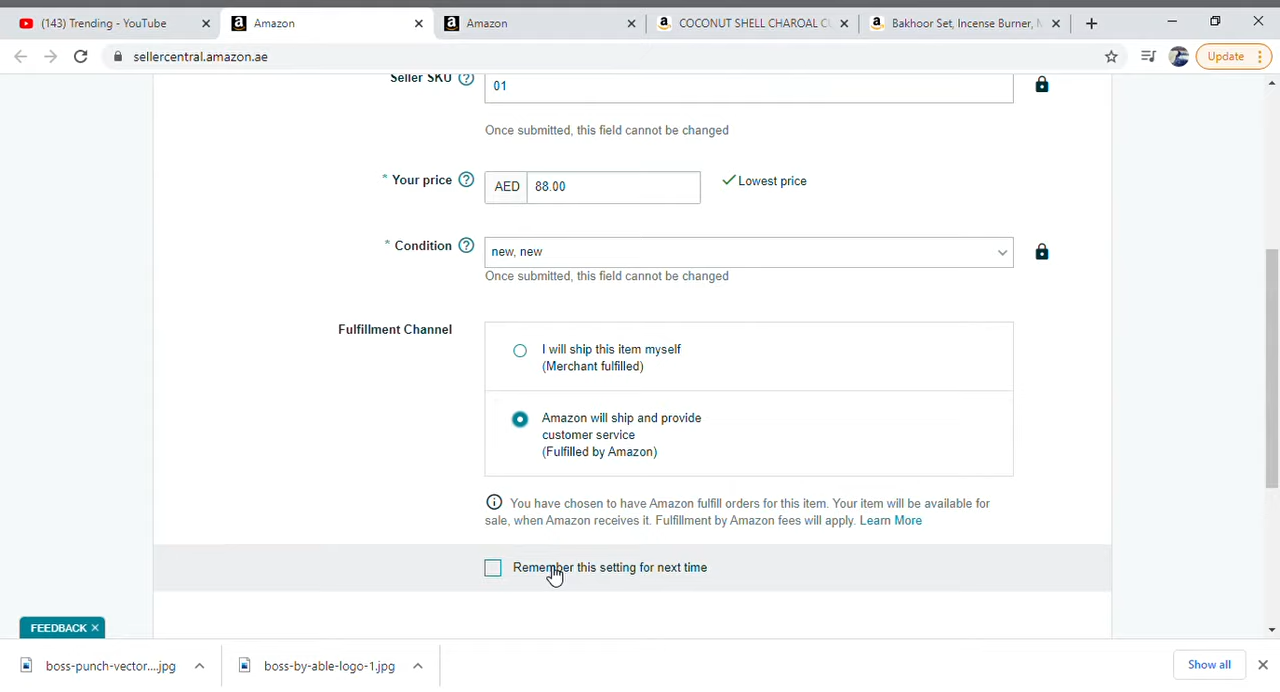 (143) Trending - YouTube
Amazon
Amazon
COCONUT SHELL CHAROAL CU
Bakhoor Set, Incense Burner, M
sellercentral.amazon.ae
Update
Seller SKU
01
Once submitted, this field cannot be changed
* Your price
AED 88.00
Lowest price
* Condition
new, new
Once submitted, this field cannot be changed
Fulfillment Channel
I will ship this item myself
(Merchant fulfilled)
Amazon will ship and provide
customer service
(Fulfilled by Amazon)
You have chosen to have Amazon fulfill orders for this item. Your item will be available for
sale, when Amazon receives it. Fulfillment by Amazon fees will apply. Learn More
Remember this setting for next time
FEEDBACK
boss-punch-vector....jpg
boss-by-able-logo-1.jpg
Show all